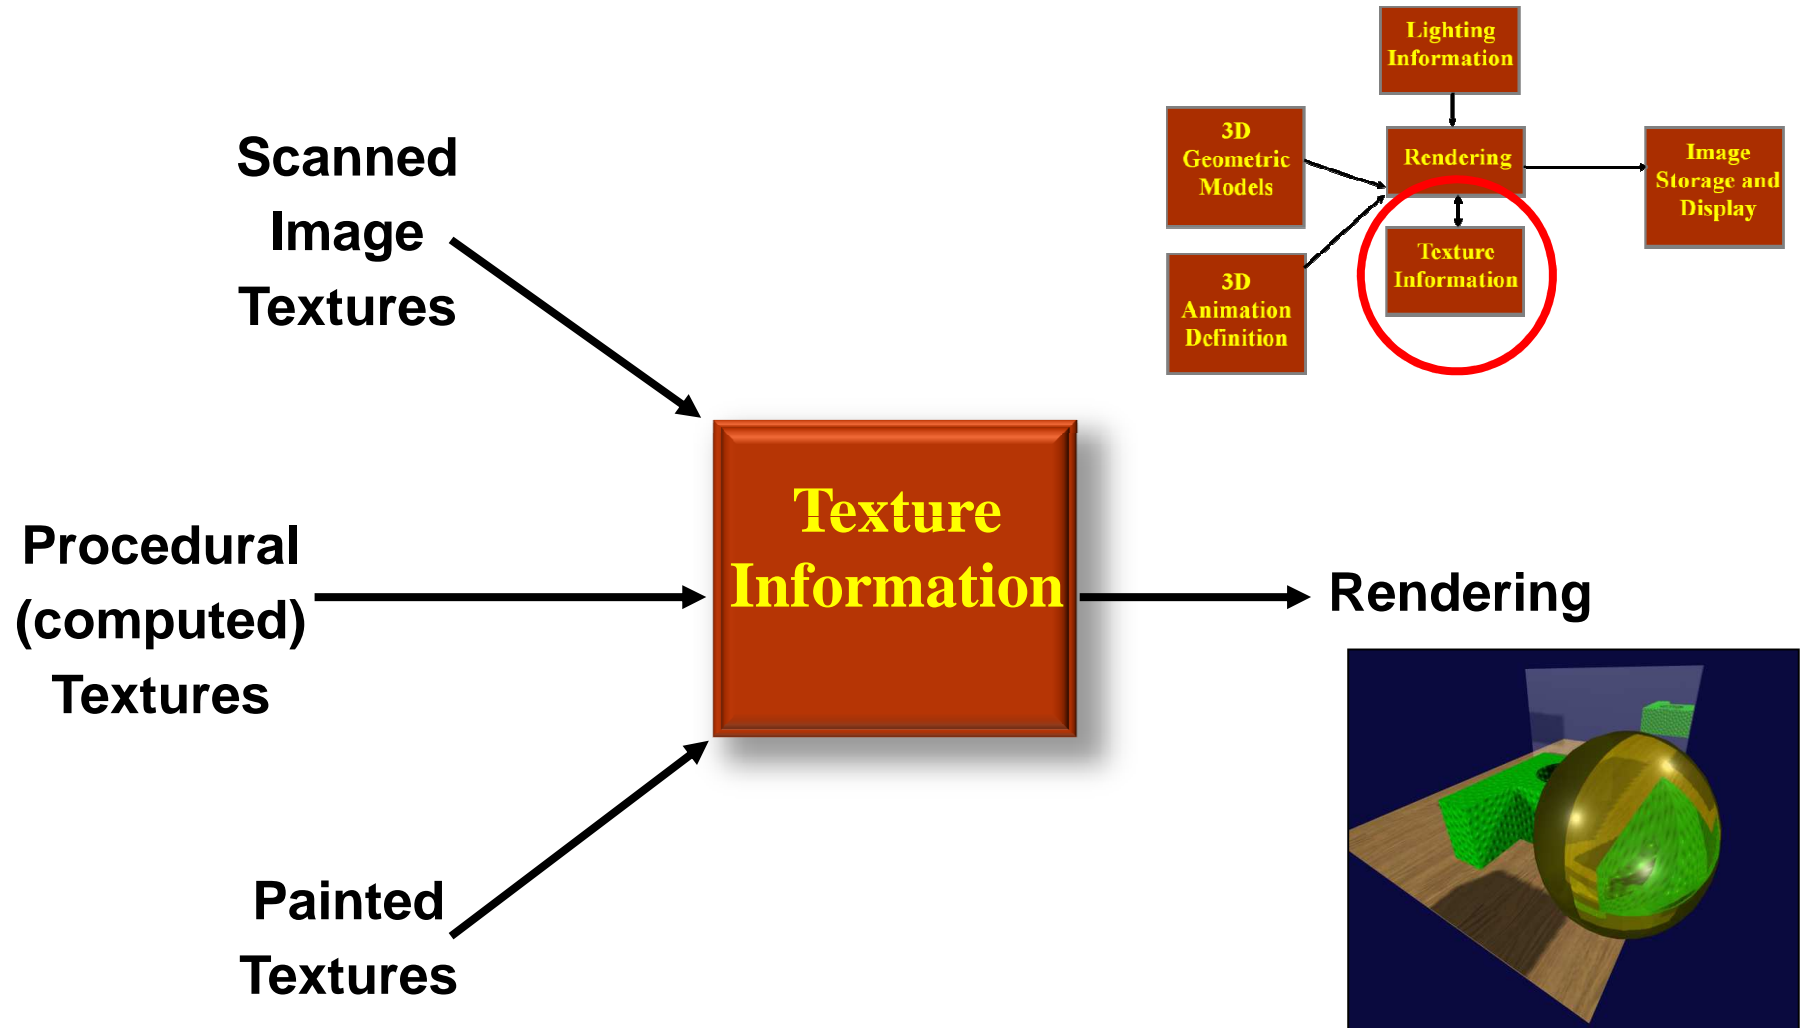 Lighting
Information
3D
Geometric
Models
Rendering
Image
Storage and
Display
Texture
Information
3D
Animation
Definition
Scanned
Image
Textures
Procedural
(computed)
Textures
Painted
Textures
Texture
Information
Rendering